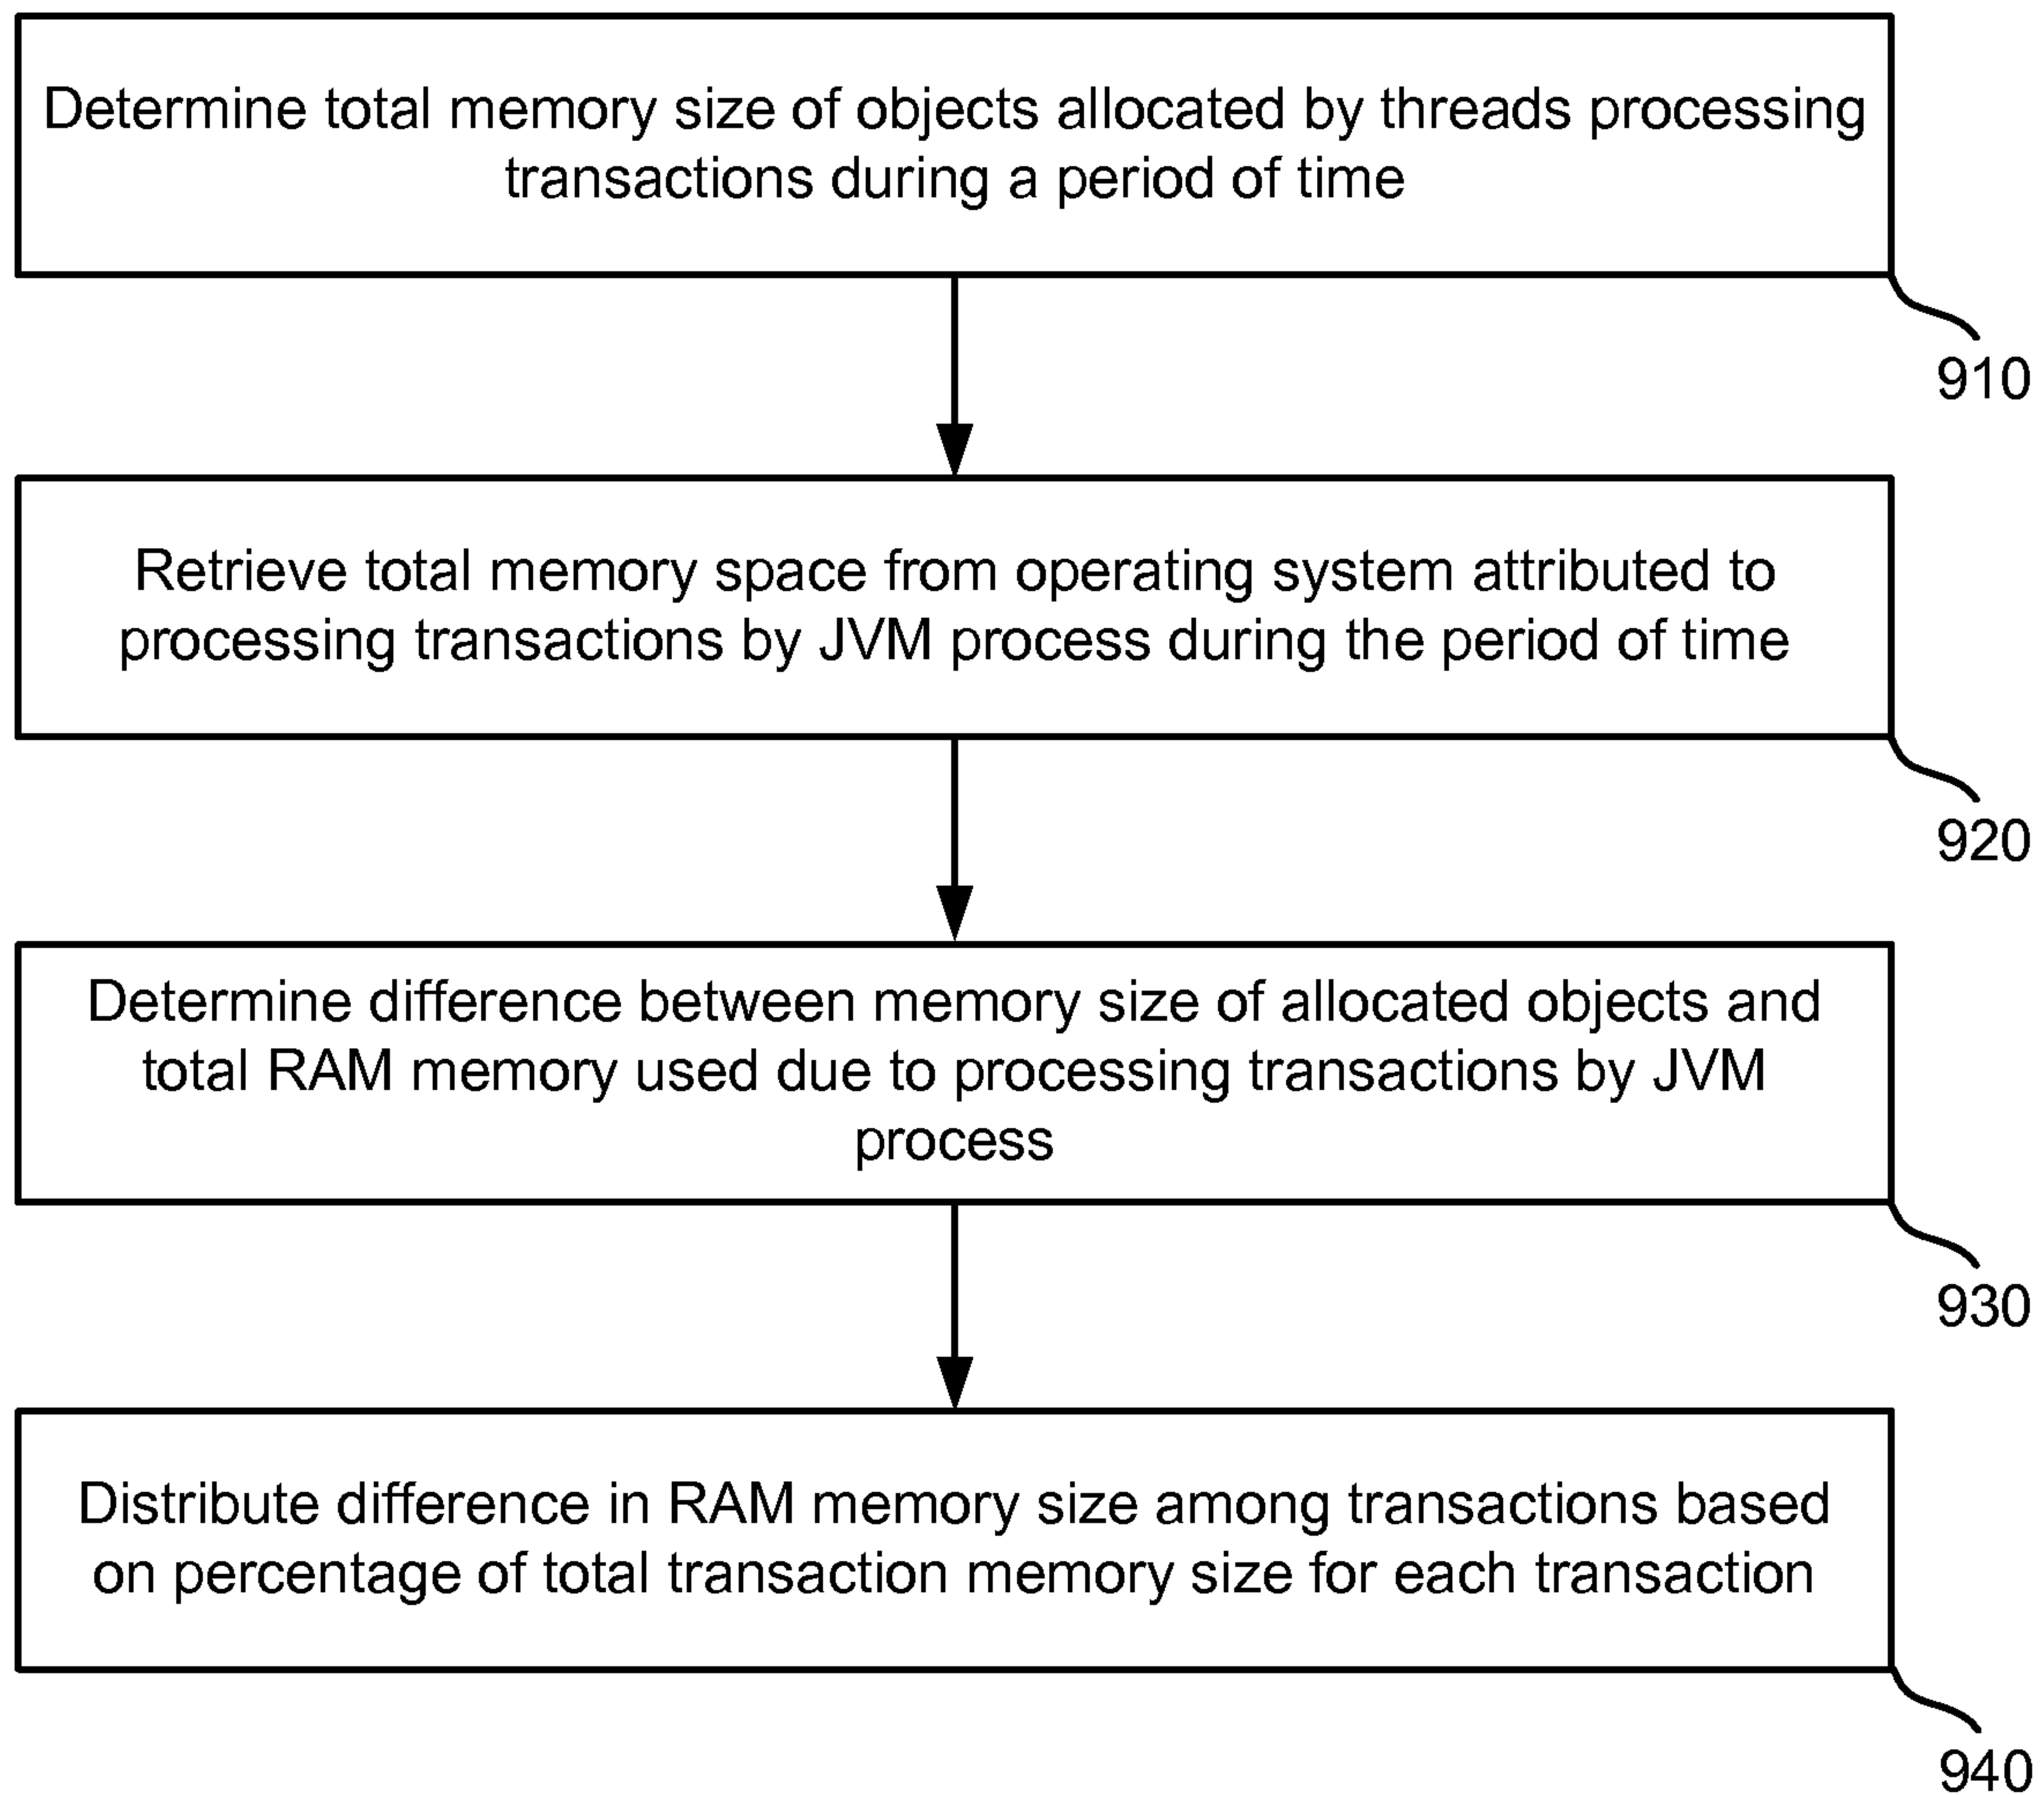 Determine total memory size of objects allocated by threads processing
transactions during a period of time
910
Retrieve total memory space from operating system attributed to
processing transactions by JVM process during the period of time
920
Determine difference between memory size of allocated objects and
total RAM memory used due to processing transactions by JVM
process
930
Distribute difference in RAM memory size among transactions based
on percentage of total transaction memory size for each transaction
940